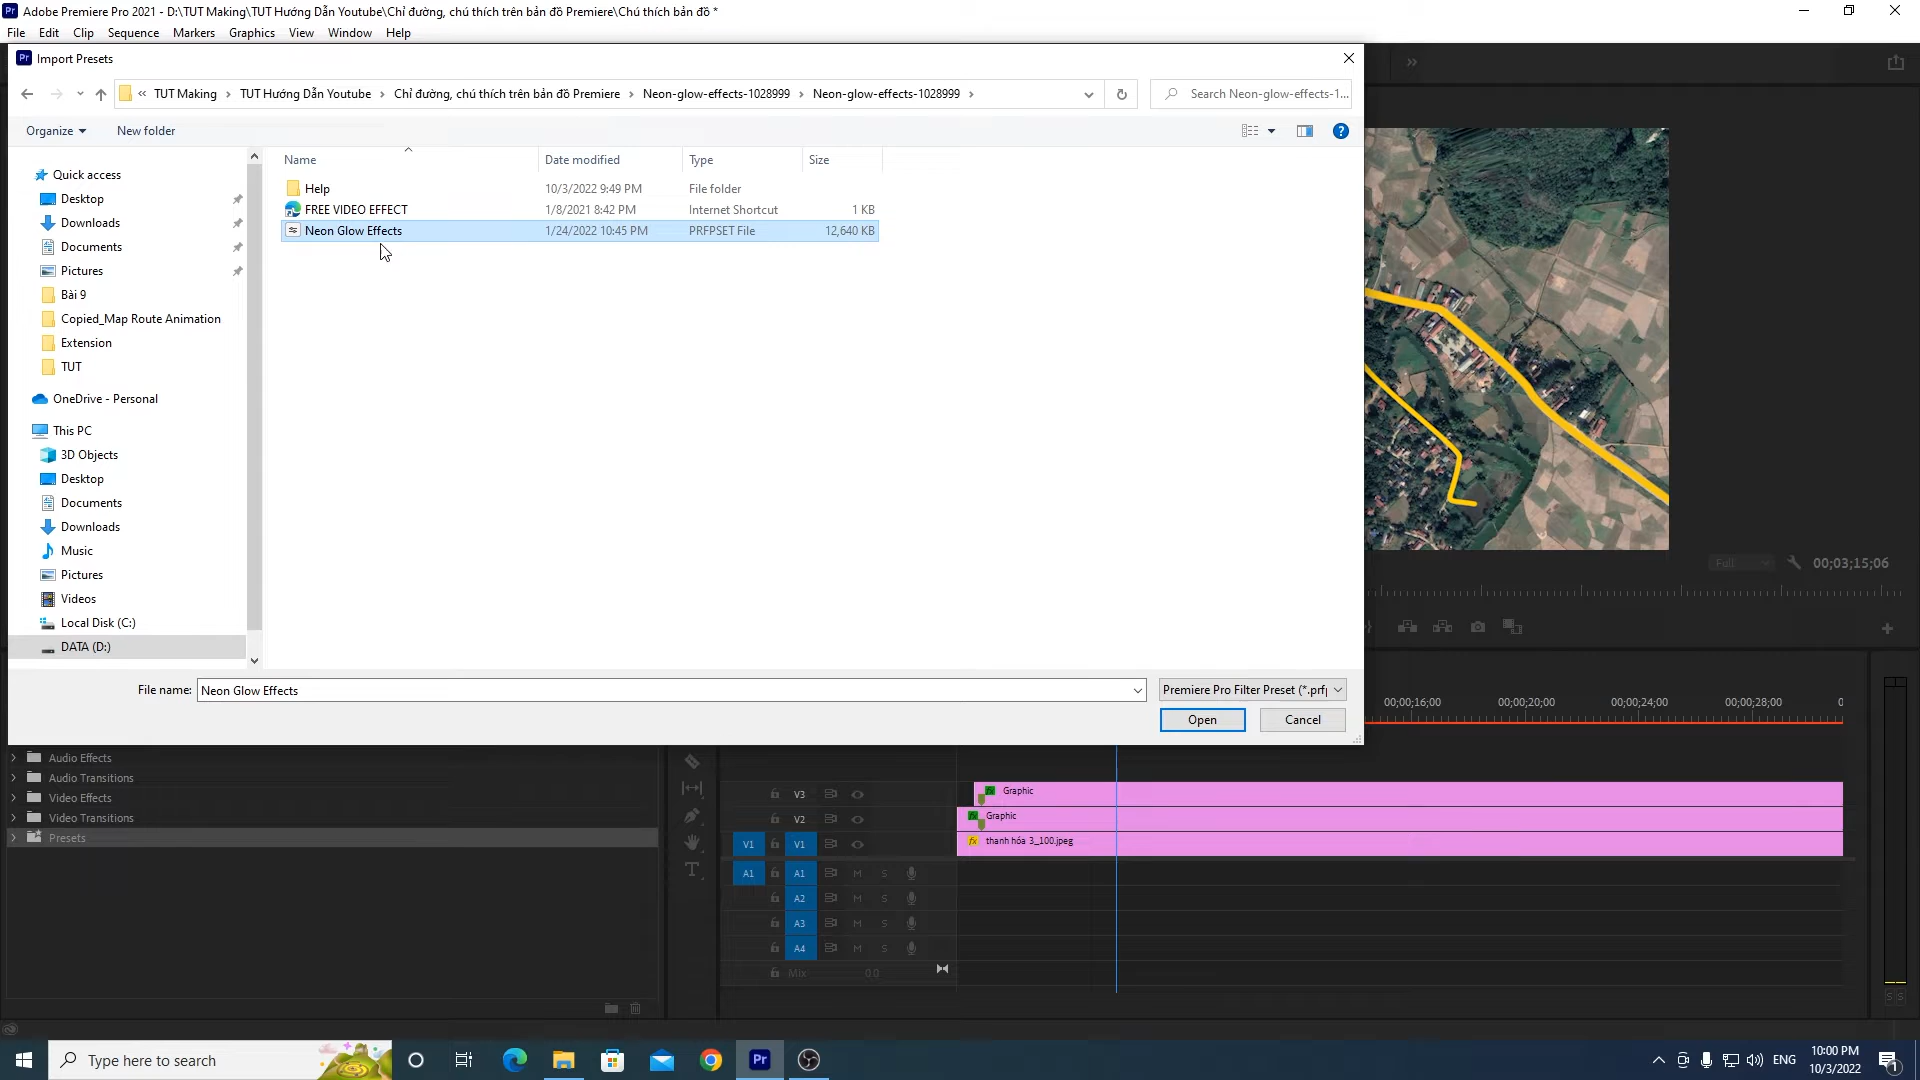 Adobe Premiere Pro 2021 - D:\TUT Making\TUT Hướng Dẫn Youtube\Chỉ đường, chú thích trên bản đồ Premiere\Chú thích bản đồ *
File Edit Clip Sequence Markers Graphics View Window Help
Import Presets
« TUT Making › TUT Hướng Dẫn Youtube › Chỉ đường, chú thích trên bản đồ Premiere › Neon-glow-effects-1028999 › Neon-glow-effects-1028999 ›
Search Neon-glow-effects-1...
Organize
New folder
Name Date modified Type Size
Help 10/3/2022 9:49 PM File folder
FREE VIDEO EFFECT 1/8/2021 8:42 PM Internet Shortcut 1 KB
Neon Glow Effects 1/24/2022 10:45 PM PRFPSET File 12,640 KB
Quick access
Desktop
Downloads
Documents
Pictures
Bài 9
Copied_Map Route Animation
Extension
TUT
OneDrive - Personal
This PC
3D Objects
Desktop
Documents
Downloads
Music
Pictures
Videos
Local Disk (C:)
DATA (D:)
File name: Neon Glow Effects
Premiere Pro Filter Preset (*.prf
Open Cancel
Full
00;03;15;06
00;00;16;00 00;00;20;00 00;00;24;00 00;00;28;00 0
Audio Effects
Audio Transitions
Video Effects
Video Transitions
Presets
V3 Graphic
V2 Graphic
V1 V1 thanh hóa 3_100.jpeg
A1 A1 M S
A2 M S
A3 M S
A4 M S
Mix 0.0
S S
Type here to search
ENG
10:00 PM
10/3/2022
1